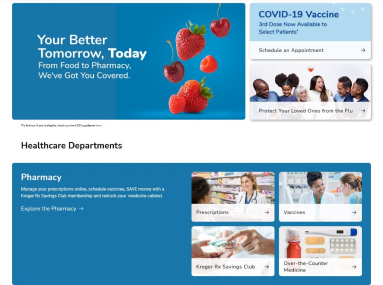 Your Better
Tomorrow, Today
From Food to Pharmacy,
We've Got You Covered.
COVID-19 Vaccine
3rd Dose Now Available to
Select Patients*
Schedule an Appointment
Protect Your Loved Ones from the Flu
Healthcare Departments
Pharmacy
Manage your prescriptions online, schedule vaccines, SAVE money with a
Kroger Rx Savings Club membership and restock your medicine cabinet.
Explore the Pharmacy
Prescriptions
Vaccines
Kroger Rx Savings Club
Over-the-Counter
Medicine